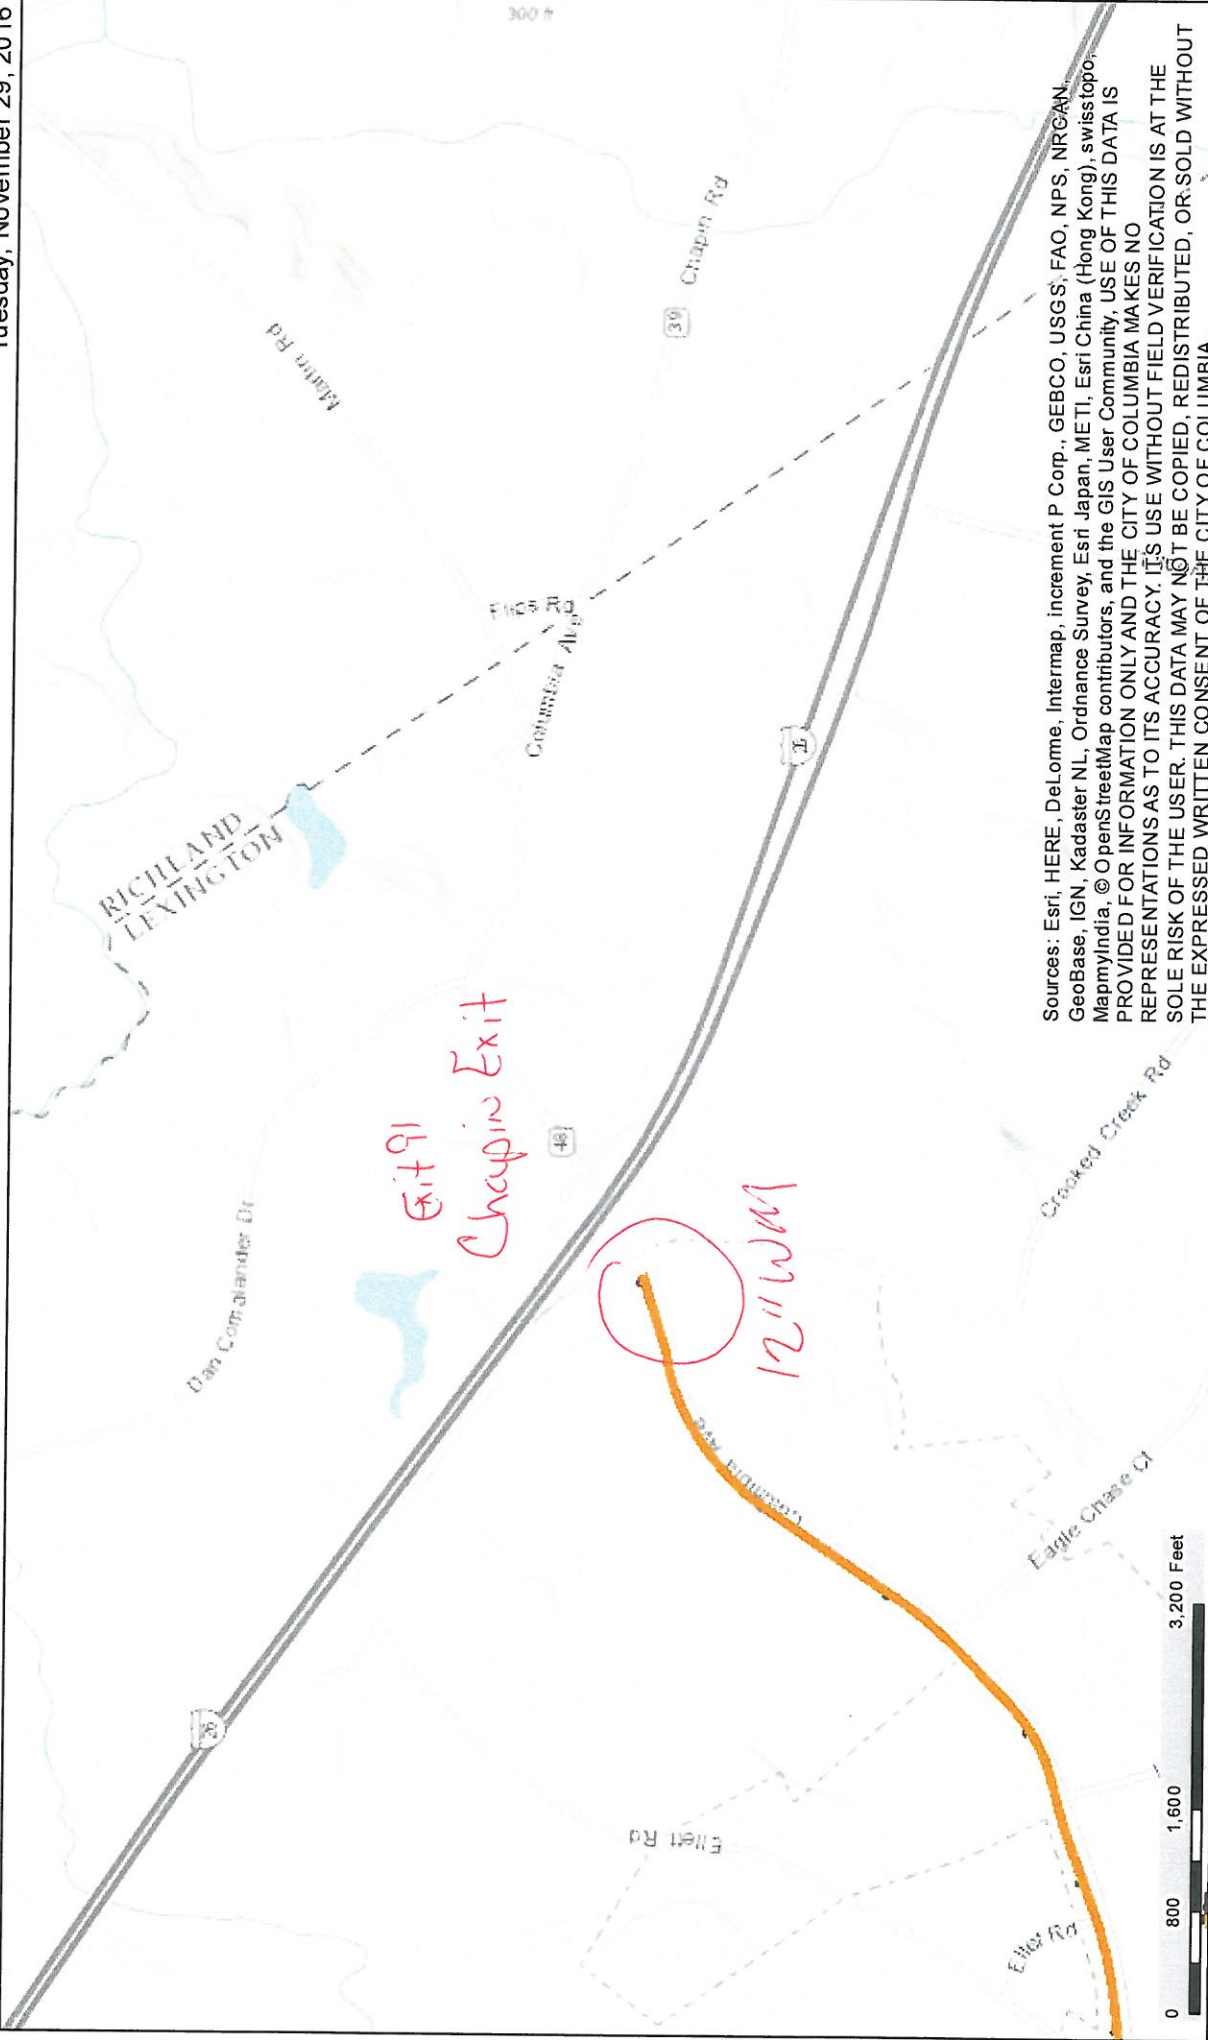 Tuesday, November 29, 2016
300 ft
Martin Rd
39
Chapin Rd
RICHLAND
LEXINGTON
Columbia Ave
26
Dan Comalander Dr
Exit 91
Chapin Exit
48
12" WM
Columbia Ave
Crooked Creek Rd
Eagle Chase Ct
26
Ellett Rd
Ellet Rd
0 800 1,600 3,200 Feet
Sources: Esri, HERE, DeLorme, Intermap, increment P Corp., GEBCO, USGS, FAO, NPS, NRCAN,
GeoBase, IGN, Kadaster NL, Ordnance Survey, Esri Japan, METI, Esri China (Hong Kong), swisstopo,
MapmyIndia, © OpenStreetMap contributors, and the GIS User Community, USE OF THIS DATA IS
PROVIDED FOR INFORMATION ONLY AND THE CITY OF COLUMBIA MAKES NO
REPRESENTATIONS AS TO ITS ACCURACY. ITS USE WITHOUT FIELD VERIFICATION IS AT THE
SOLE RISK OF THE USER. THIS DATA MAY NOT BE COPIED, REDISTRIBUTED, OR SOLD WITHOUT
THE EXPRESSED WRITTEN CONSENT OF THE CITY OF COLUMBIA